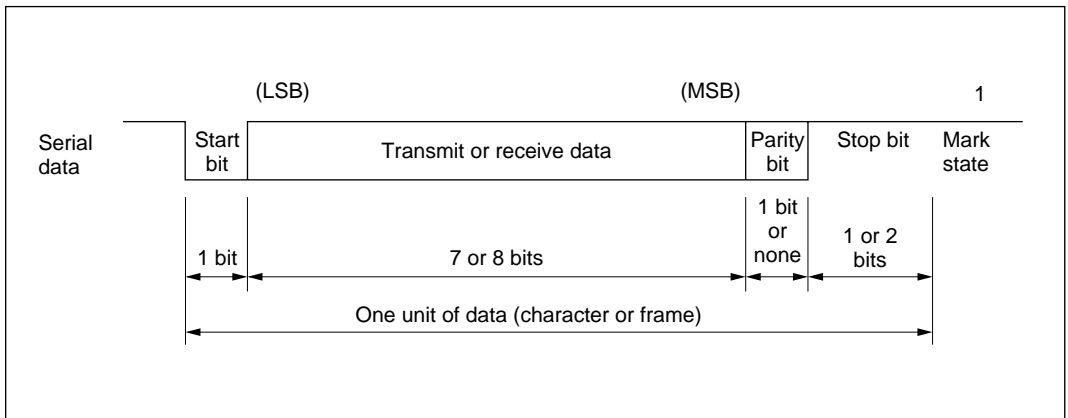 (LSB)
(MSB)
1
Serial
data
Start
bit
Transmit or receive data
Parity
bit
Stop bit
Mark
state
1 bit
7 or 8 bits
1 bit
or
none
1 or 2
bits
One unit of data (character or frame)